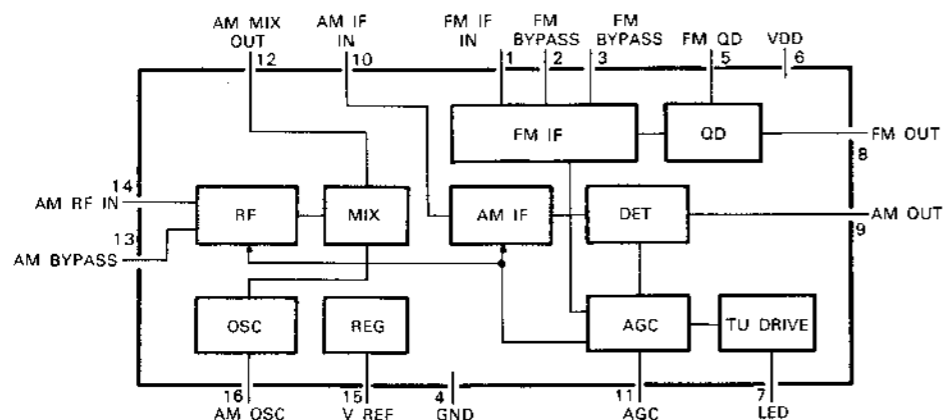 AM MIX OUT
12
AM IF IN
10
FM IF IN
1
FM BYPASS
2
FM BYPASS
3
FM QD
5
VDD
6
FM IF
QD
FM OUT
8
14
AM RF IN
RF
MIX
AM IF
DET
AM OUT
9
13
AM BYPASS
OSC
REG
AGC
TU DRIVE
16
AM OSC
15
V REF
4
GND
11
AGC
7
LED